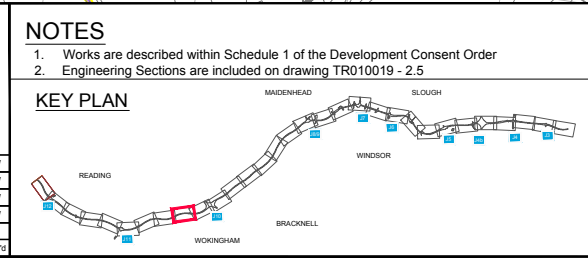 NOTES
1. Works are described within Schedule 1 of the Development Consent Order
2. Engineering Sections are included on drawing TR010019 - 2.5
KEY PLAN
MAIDENHEAD
SLOUGH
J7
J6
J8/9
J5
J4b
J4
J3
WINDSOR
READING
J12
J10
J11
BRACKNELL
WOKINGHAM